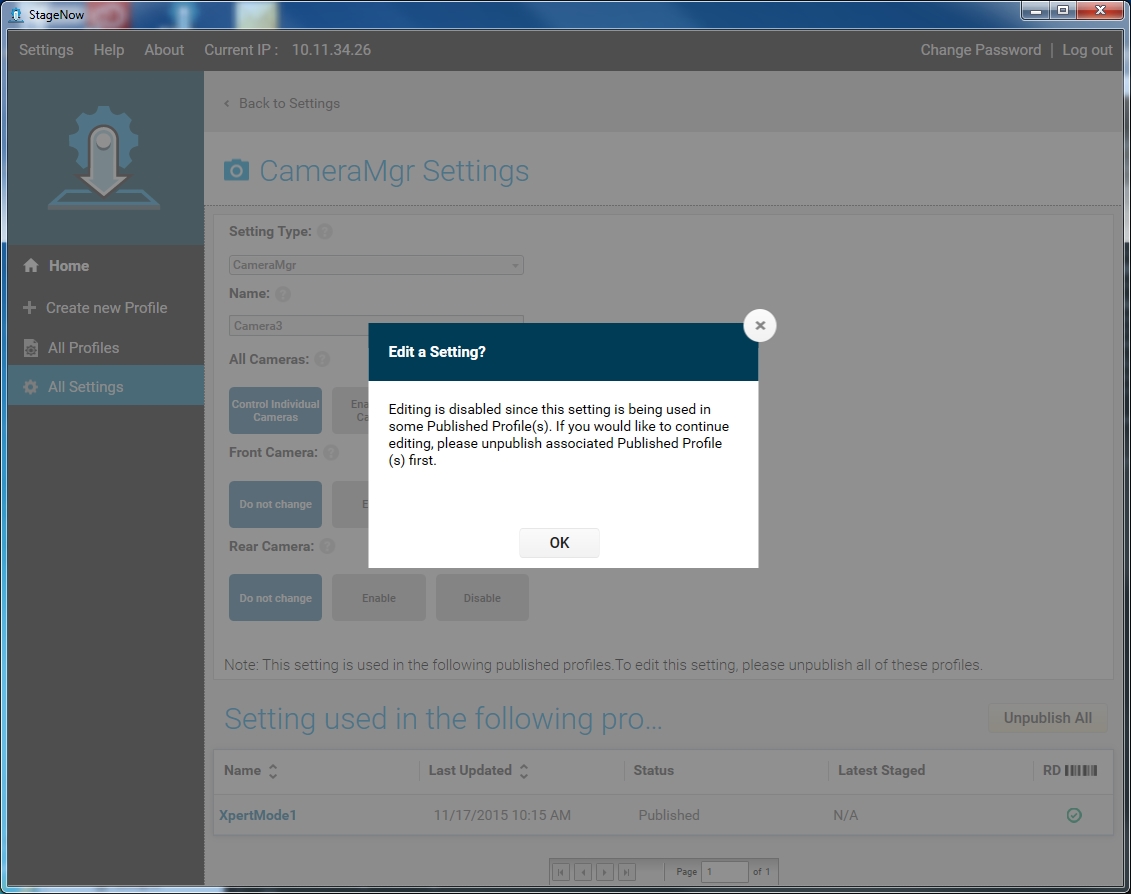 StageNow
Settings Help About Current IP : 10.11.34.26 Change Password | Log out
Back to Settings
CameraMgr Settings
Setting Type: ?
CameraMgr
Home
Name: ?
Create new Profile
Camera3
Edit a Setting?
All Profiles
All Cameras: ?
All Settings
Control Individual
Cameras
Editing is disabled since this setting is being used in
some Published Profile(s). If you would like to continue
editing, please unpublish associated Published Profile
(s) first.
Front Camera: ?
Do not change
OK
Rear Camera: ?
Do not change Enable Disable
Note: This setting is used in the following published profiles.To edit this setting, please unpublish all of these profiles.
Setting used in the following pro... Unpublish All
Name Last Updated Status Latest Staged RD
XpertMode1 11/17/2015 10:15 AM Published N/A
Page 1 of 1